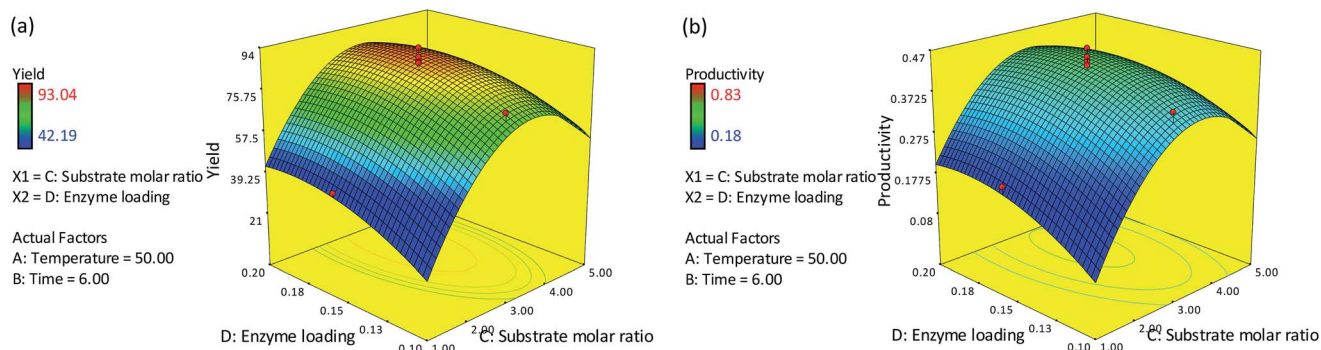 (a)
Yield
93.04
42.19
X1 = C: Substrate molar ratio
X2 = D: Enzyme loading
Actual Factors
A: Temperature = 50.00
B: Time = 6.00
Yield
94
75.75
57.5
39.25
21
0.20
0.18
0.15
0.13
0.10
D: Enzyme loading
1.00
2.00
3.00
4.00
5.00
C: Substrate molar ratio
(b)
Productivity
0.83
0.18
X1 = C: Substrate molar ratio
X2 = D: Enzyme loading
Actual Factors
A: Temperature = 50.00
B: Time = 6.00
Productivity
0.47
0.3725
0.275
0.1775
0.08
0.20
0.18
0.15
0.13
0.10
D: Enzyme loading
1.00
2.00
3.00
4.00
5.00
C: Substrate molar ratio